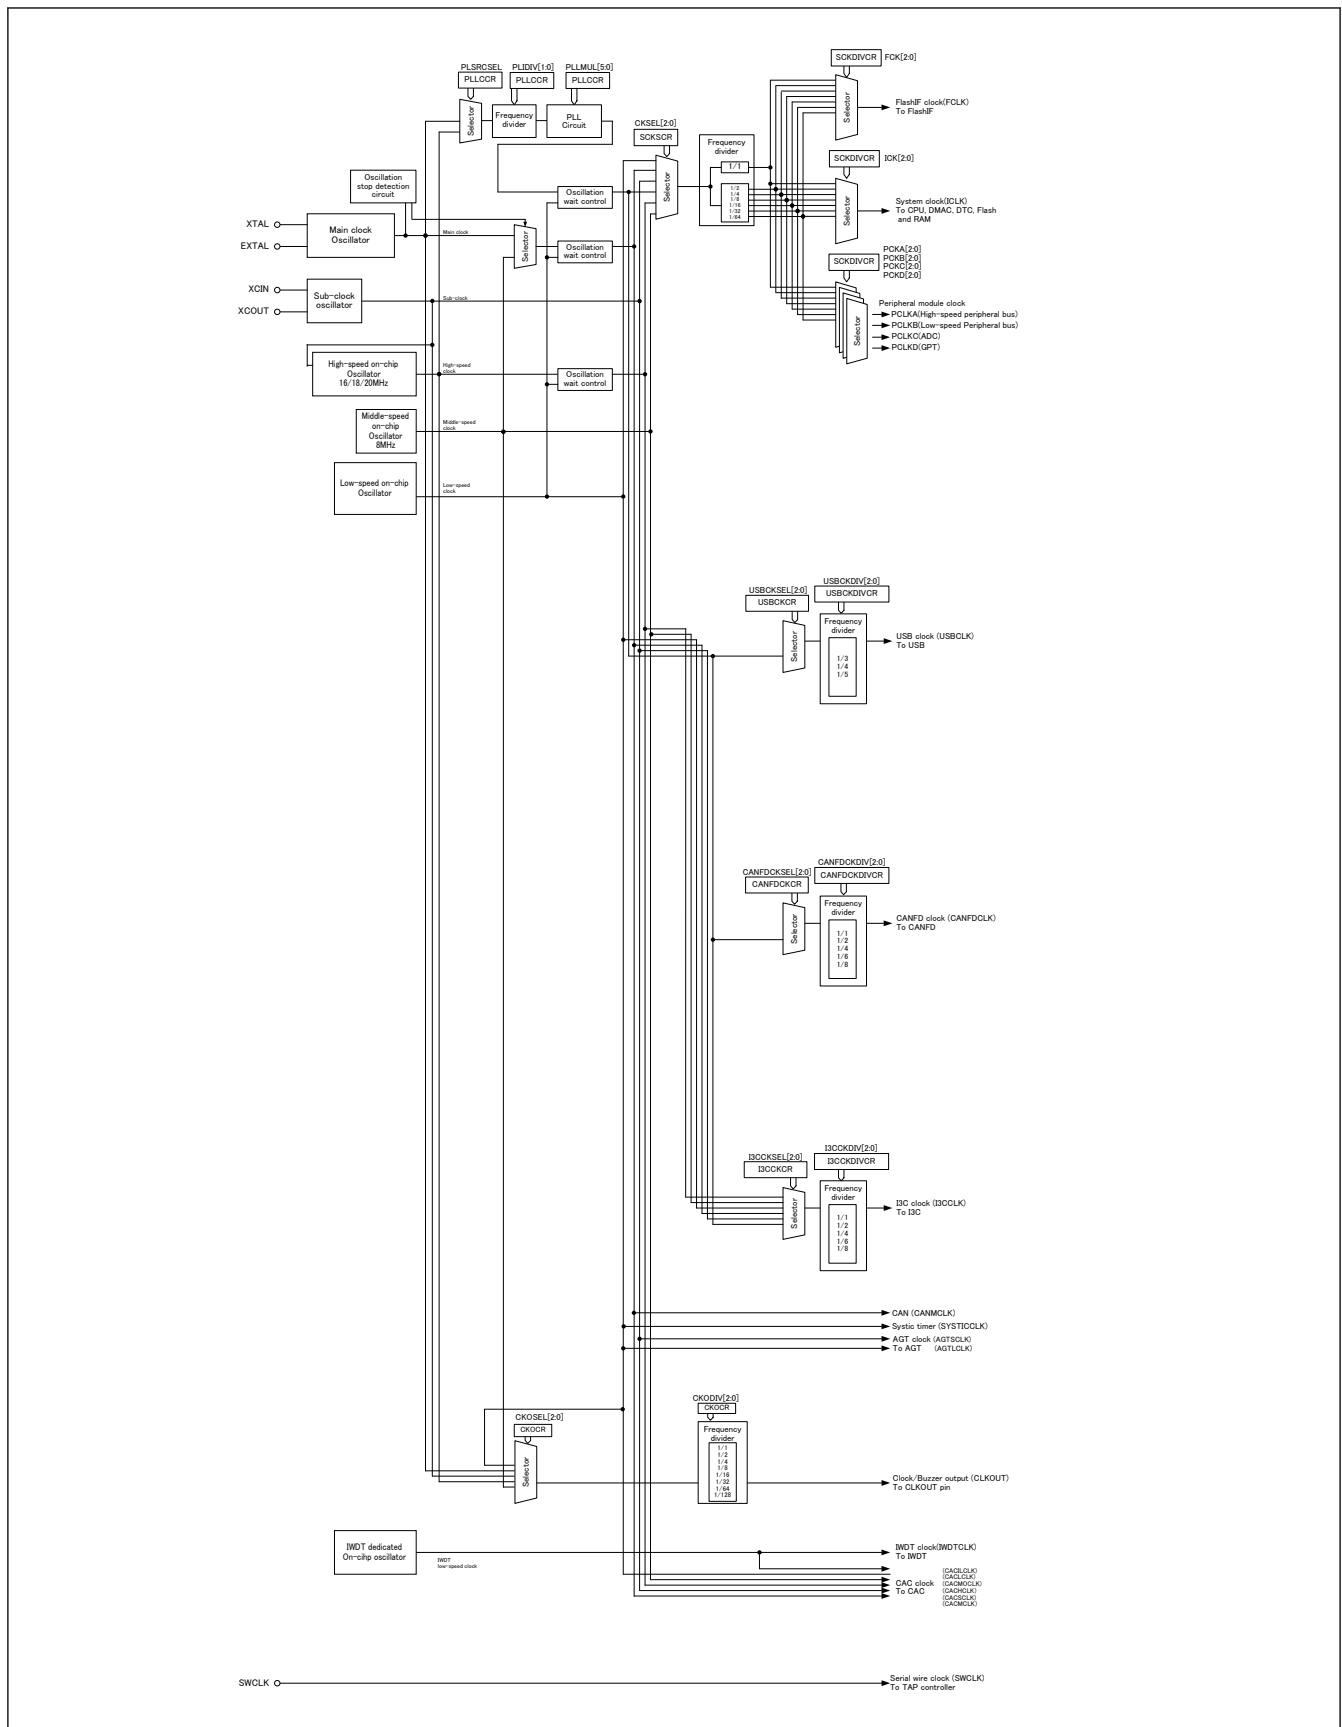 PLSRCSEL
PLLCCR
PLIDIV[1:0]
PLLCCR
PLLMUL[5:0]
PLLCCR
Selector
Frequency
divider
PLL
Circuit
CKSEL[2:0]
SCKSCR
Selector
Frequency
divider
1/1
1/2
1/4
1/8
1/16
1/32
1/64
SCKDIVCR
FCK[2:0]
Selector
FlashIF clock(FCLK)
To FlashIF
SCKDIVCR
ICK[2:0]
Selector
System clock(ICLK)
To CPU, DMAC, DTC, Flash
and RAM
PCKA[2:0]
PCKB[2:0]
PCKC[2:0]
PCKD[2:0]
SCKDIVCR
Selector
Peripheral module clock
PCLKA(High-speed peripheral bus)
PCLKB(Low-speed Peripheral bus)
PCLKC(ADC)
PCLKD(GPT)
Oscillation
stop detection
circuit
XTAL
EXTAL
Main clock
Oscillator
Main clock
Selector
Oscillation
wait control
Oscillation
wait control
XCIN
XCOUT
Sub-clock
oscillator
Sub-clock
High-speed on-chip
Oscillator
16/18/20MHz
High-speed
clock
Oscillation
wait control
Middle-speed
on-chip
Oscillator
8MHz
Middle-speed
clock
Low-speed on-chip
Oscillator
Low-speed
clock
USBCKSEL[2:0]
USBCKCR
Selector
USBCKDIV[2:0]
USBCKDIVCR
Frequency
divider
1/3
1/4
1/5
USB clock (USBCLK)
To USB
CANFDCKSEL[2:0]
CANFDCKCR
Selector
CANFDCKDIV[2:0]
CANFDCKDIVCR
Frequency
divider
1/1
1/2
1/4
1/6
1/8
CANFD clock (CANFDCLK)
To CANFD
I3CCKSEL[2:0]
I3CCKCR
Selector
I3CCKDIV[2:0]
I3CCKDIVCR
Frequency
divider
1/1
1/2
1/4
1/6
1/8
I3C clock (I3CCLK)
To I3C
CAN (CANMCLK)
Systic timer (SYSTICCLK)
AGT clock (AGTSCLK)
To AGT (AGTLCLK)
CKOSEL[2:0]
CKOCR
Selector
CKODIV[2:0]
CKOCR
Frequency
divider
1/1
1/2
1/4
1/8
1/16
1/32
1/64
1/128
Clock/Buzzer output (CLKOUT)
To CLKOUT pin
IWDT dedicated
On-cihp oscillator
IWDT
low-speed clock
IWDT clock(IWDTCLK)
To IWDT
CAC clock
To CAC
(CACILCLK)
(CACLCLK)
(CACMOCLK)
(CACHCLK)
(CACSCLK)
(CACMCLK)
SWCLK
Serial wire clock (SWCLK)
To TAP controller